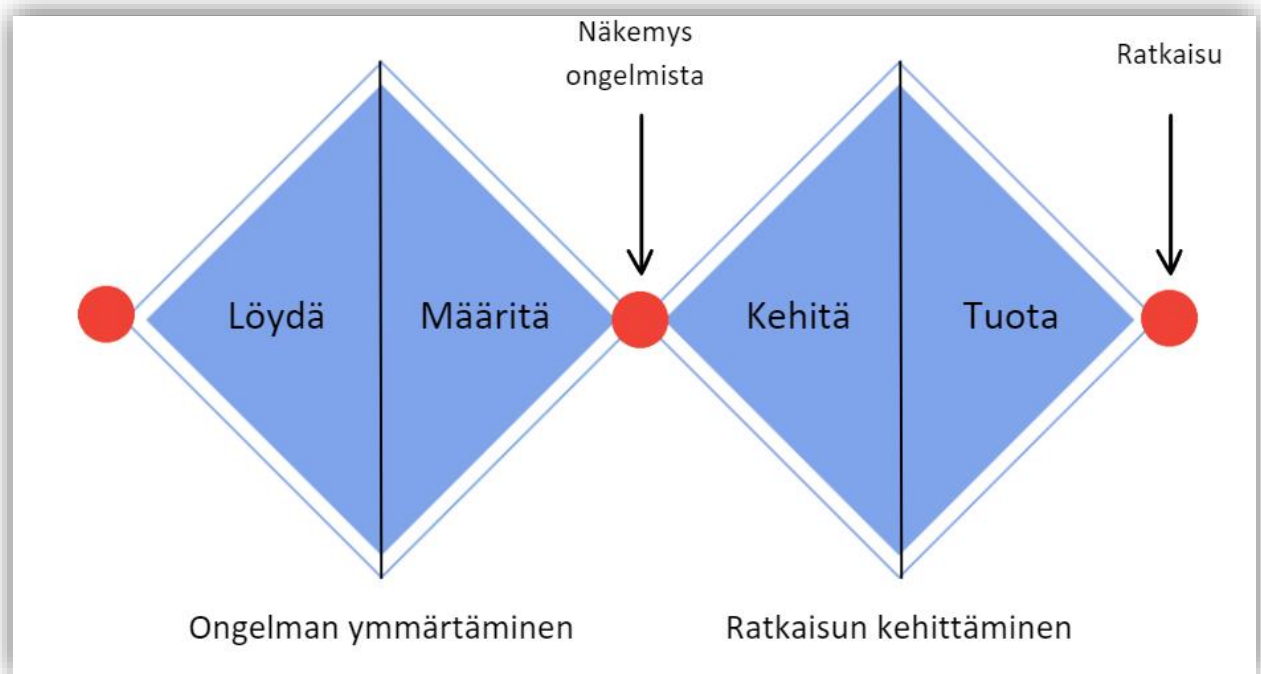 Näkemys
ongelmista
Ratkaisu
Löydä
Määritä
Kehitä
Tuota
Ongelman ymmärtäminen
Ratkaisun kehittäminen